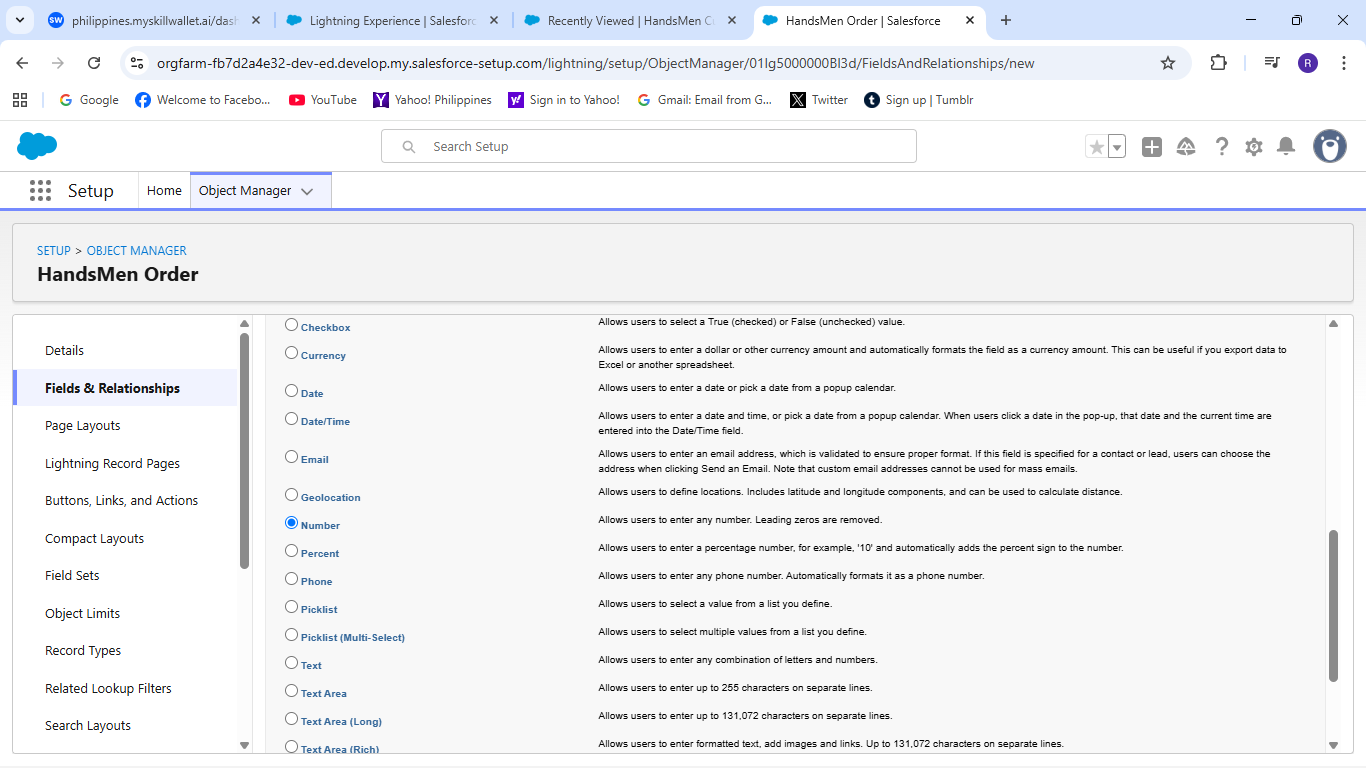 philippines.myskillwallet.ai/dash
Lightning Experience | Salesforc
Recently Viewed | HandsMen C
HandsMen Order | Salesforce
orgfarm-fb7d2a4e32-dev-ed.develop.my.salesforce-setup.com/lightning/setup/ObjectManager/01Ig5000000Bl3d/FieldsAndRelationships/new
R
Google
Welcome to Facebo...
YouTube
Yahoo! Philippines
Sign in to Yahoo!
Gmail: Email from G...
Twitter
Sign up | Tumblr
Search Setup
Setup
Home
Object Manager
SETUP > OBJECT MANAGER
HandsMen Order
Details
Fields & Relationships
Page Layouts
Lightning Record Pages
Buttons, Links, and Actions
Compact Layouts
Field Sets
Object Limits
Record Types
Related Lookup Filters
Search Layouts
Checkbox
Allows users to select a True (checked) or False (unchecked) value.
Currency
Allows users to enter a dollar or other currency amount and automatically formats the field as a currency amount. This can be useful if you export data to
Excel or another spreadsheet.
Date
Allows users to enter a date or pick a date from a popup calendar.
Date/Time
Allows users to enter a date and time, or pick a date from a popup calendar. When users click a date in the pop-up, that date and the current time are
entered into the Date/Time field.
Email
Allows users to enter an email address, which is validated to ensure proper format. If this field is specified for a contact or lead, users can choose the
address when clicking Send an Email. Note that custom email addresses cannot be used for mass emails.
Geolocation
Allows users to define locations. Includes latitude and longitude components, and can be used to calculate distance.
Number
Allows users to enter any number. Leading zeros are removed.
Percent
Allows users to enter a percentage number, for example, '10' and automatically adds the percent sign to the number.
Phone
Allows users to enter any phone number. Automatically formats it as a phone number.
Picklist
Allows users to select a value from a list you define.
Picklist (Multi-Select)
Allows users to select multiple values from a list you define.
Text
Allows users to enter any combination of letters and numbers.
Text Area
Allows users to enter up to 255 characters on separate lines.
Text Area (Long)
Allows users to enter up to 131,072 characters on separate lines.
Text Area (Rich)
Allows users to enter formatted text, add images and links. Up to 131,072 characters on separate lines.